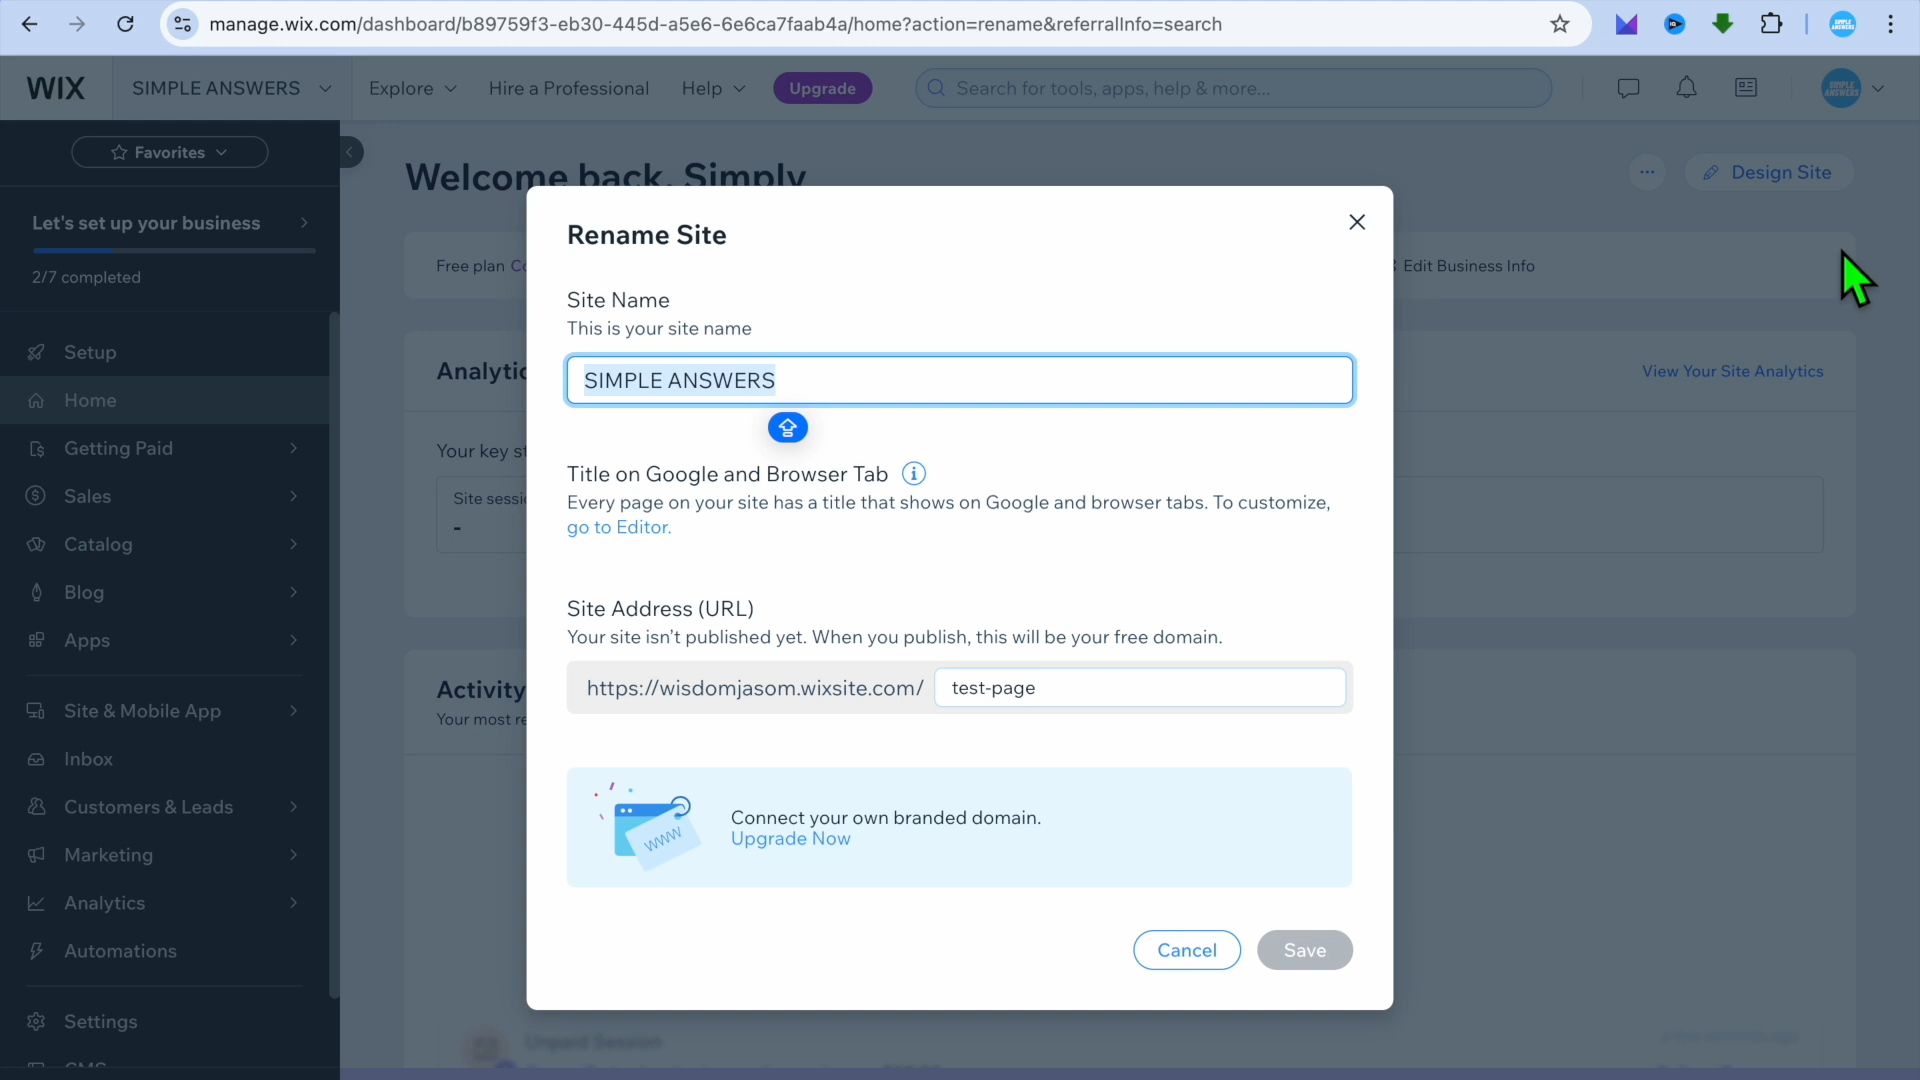 manage.wix.com/dashboard/b89759f3-eb30-445d-a5e6-6e6ca7faab4a/home?action=rename&referralInfo=search
WIX
SIMPLE ANSWERS
Explore
Hire a Professional
Help
Upgrade
Search for tools, apps, help & more...
Favorites
Let's set up your business
2/7 completed
Setup
Home
Getting Paid
Sales
Catalog
Blog
Apps
Site & Mobile App
Inbox
Customers & Leads
Marketing
Analytics
Automations
Settings
CMS
Welcome back, Simply
Design Site
Free plan
Edit Business Info
View Your Site Analytics
Your key
Activity
Your most
Rename Site
Site Name
This is your site name
SIMPLE ANSWERS
Title on Google and Browser Tab
Every page on your site has a title that shows on Google and browser tabs. To customize,
go to Editor.
Site Address (URL)
Your site isn't published yet. When you publish, this will be your free domain.
https://wisdomjasom.wixsite.com/ test-page
WWW
Connect your own branded domain.
Upgrade Now
Cancel
Save
Unpaid Session